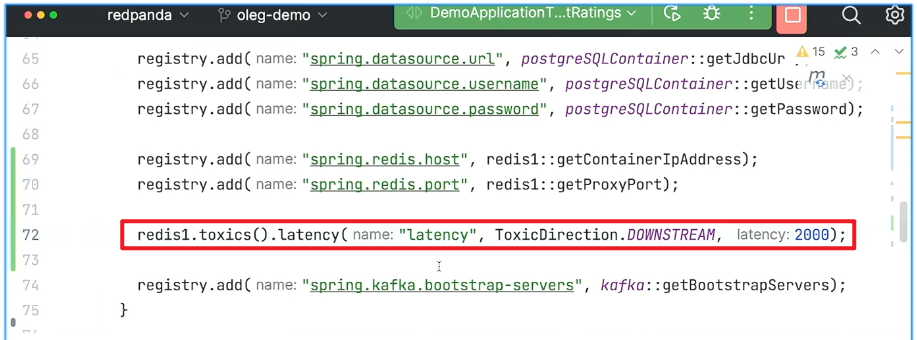 redpanda oleg-demo DemoApplicationT...tRatings
15 3
65 registry.add( name: "spring.datasource.url", postgreSQLContainer::getJdbcUr
66 registry.add( name: "spring.datasource.username", postgreSQLContainer::getUsername);
67 registry.add( name: "spring.datasource.password", postgreSQLContainer::getPassword);
68
69 registry.add( name: "spring.redis.host", redis1::getContainerIpAddress);
70 registry.add( name: "spring.redis.port", redis1::getProxyPort);
71
72 redis1.toxics().latency( name: "latency", ToxicDirection.DOWNSTREAM, latency: 2000);
73
74 registry.add( name: "spring.kafka.bootstrap-servers", kafka::getBootstrapServers);
75 }